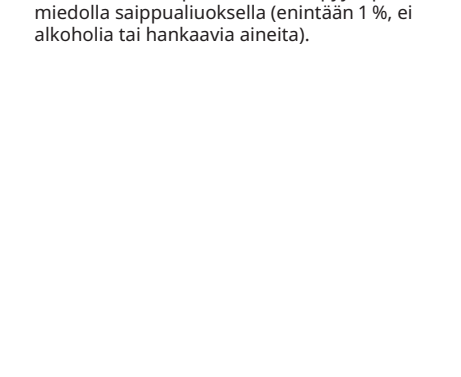 miedolla saippualiuoksella (enintään 1 %, ei
alkoholia tai hankaavia aineita).